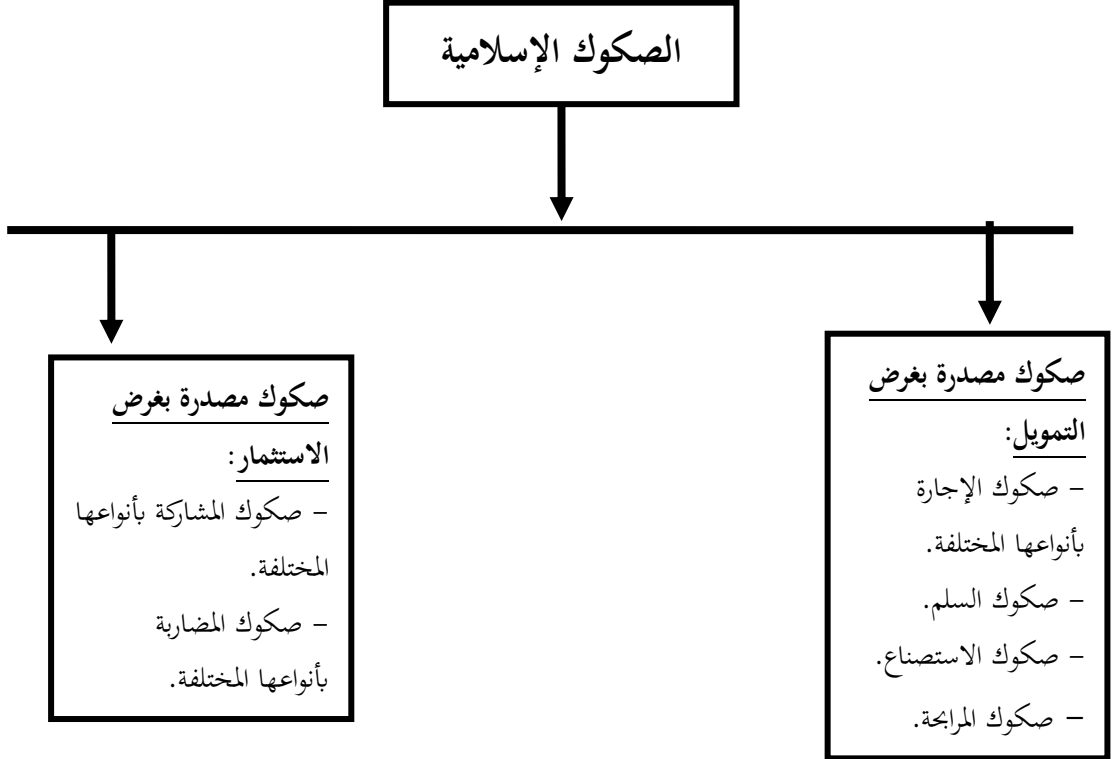 الصكوك الإسلامية
صكوك مصدرة بغرض
التمويل:
– صكوك الإجارة
بأنواعها المختلفة.
– صكوك السلم.
– صكوك الاستصناع.
– صكوك المرابحة.
صكوك مصدرة بغرض
الاستثمار:
– صكوك المشاركة بأنواعها
المختلفة.
– صكوك المضاربة
بأنواعها المختلفة.